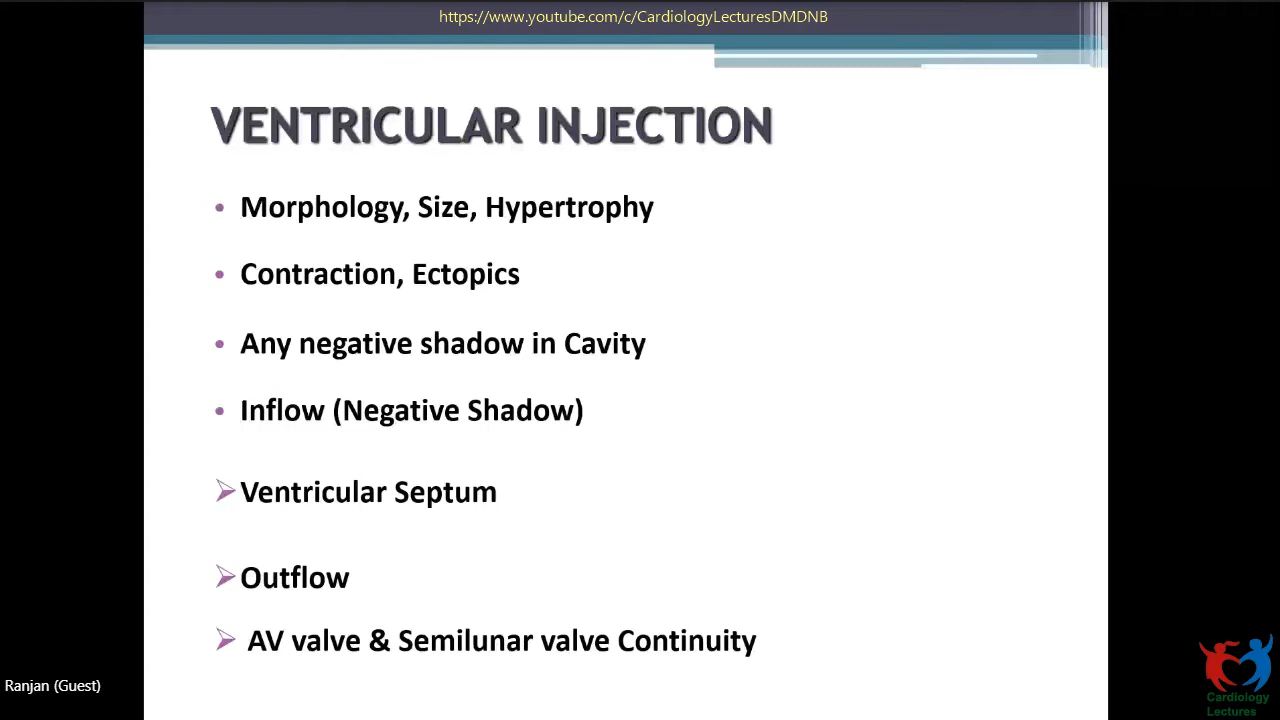 https://www.youtube.com/c/CardiologyLecturesDMDNB
VENTRICULAR INJECTION
• Morphology, Size, Hypertrophy
• Contraction, Ectopics
• Any negative shadow in Cavity
• Inflow (Negative Shadow)
➢Ventricular Septum
➢Outflow
➢ AV valve & Semilunar valve Continuity
Ranjan (Guest)
Cardiology
Lectures